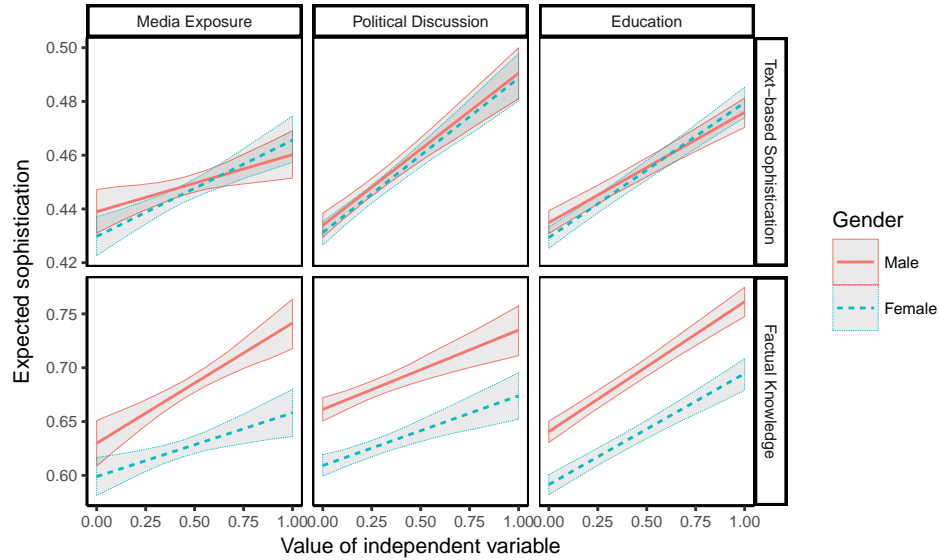 Media Exposure
Political Discussion
Education
Expected sophistication
0.50
0.48
0.46
0.44
0.42
Text−based Sophistication
0.75
0.70
0.65
0.60
Factual Knowledge
0.00 0.25 0.50 0.75 1.00
0.00 0.25 0.50 0.75 1.00
0.00 0.25 0.50 0.75 1.00
Value of independent variable
Gender
Male
Female